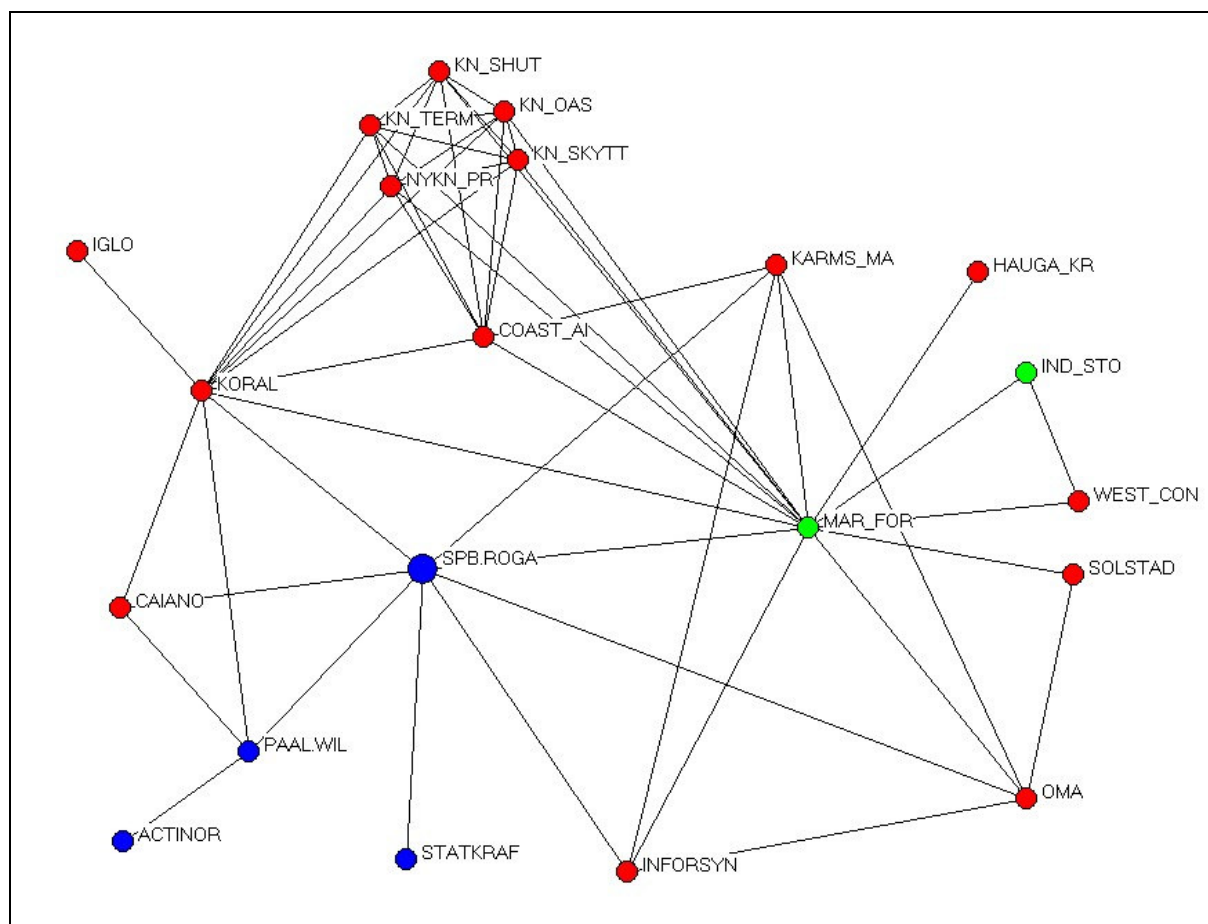 KN_SHUT
KN_OAS
KN_TERM
KN_SKYTT
NYKN_PR
IGLO
KARMS_MA
HAUGA_KR
COAST_AI
IND_STO
KORAL
WEST_CON
MAR_FOR
SPB.ROGA
SOLSTAD
CAIANO
PAAL.WIL
OMA
ACTINOR
STATKRAF
INFORSYN